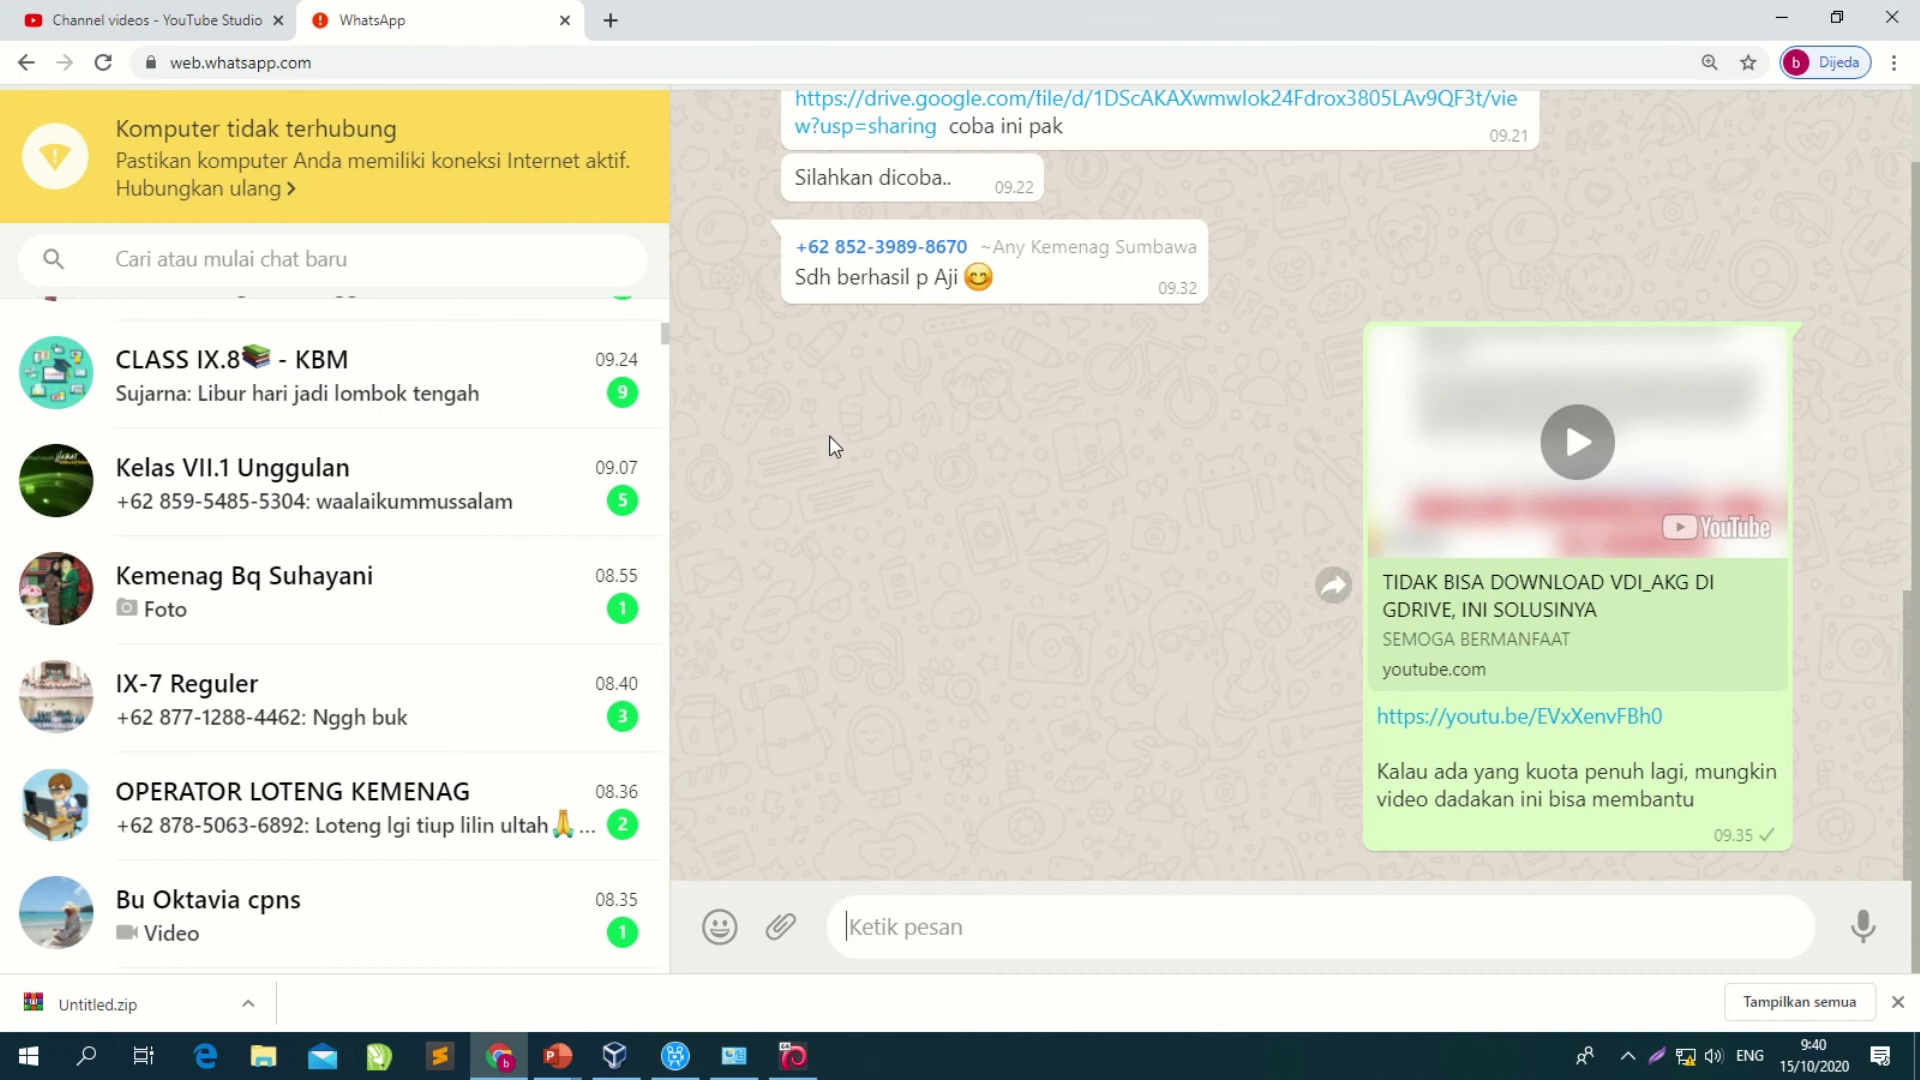 Channel videos - YouTube Studio
WhatsApp
web.whatsapp.com
b Dijeda
Komputer tidak terhubung
Pastikan komputer Anda memiliki koneksi Internet aktif.
Hubungkan ulang
Cari atau mulai chat baru
CLASS IX.8📚 - KBM 09.24
Sujarna: Libur hari jadi lombok tengah 9
Kelas VII.1 Unggulan 09.07
+62 859-5485-5304: waalaikummussalam 5
Kemenag Bq Suhayani 08.55
Foto 1
IX-7 Reguler 08.40
+62 877-1288-4462: Nggh buk 3
OPERATOR LOTENG KEMENAG 08.36
+62 878-5063-6892: Loteng lgi tiup lilin ultah🙏... 2
Bu Oktavia cpns 08.35
Video 1
https://drive.google.com/file/d/1DScAKAXwmwIok24Fdrox3805LAv9QF3t/vie
w?usp=sharing coba ini pak
09.21
Silahkan dicoba.. 09.22
+62 852-3989-8670 ~Any Kemenag Sumbawa
Sdh berhasil p Aji 😊
09.32
YouTube
TIDAK BISA DOWNLOAD VDI_AKG DI
GDRIVE, INI SOLUSINYA
SEMOGA BERMANFAAT
youtube.com
https://youtu.be/EVxXenvFBh0
Kalau ada yang kuota penuh lagi, mungkin
video dadakan ini bisa membantu
09.35
Ketik pesan
Untitled.zip
Tampilkan semua
ENG
9:40
15/10/2020